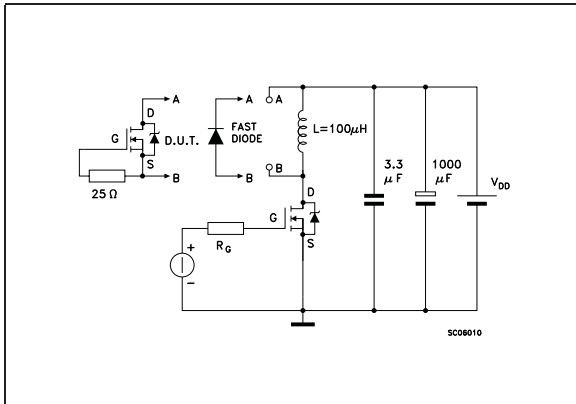 A
A
A
D
G
D.U.T.
FAST
DIODE
L=100μH
S
B
B
B
25 Ω
3.3
μF
1000
μF
VDD
D
G
S
RG
+
-
SC06010